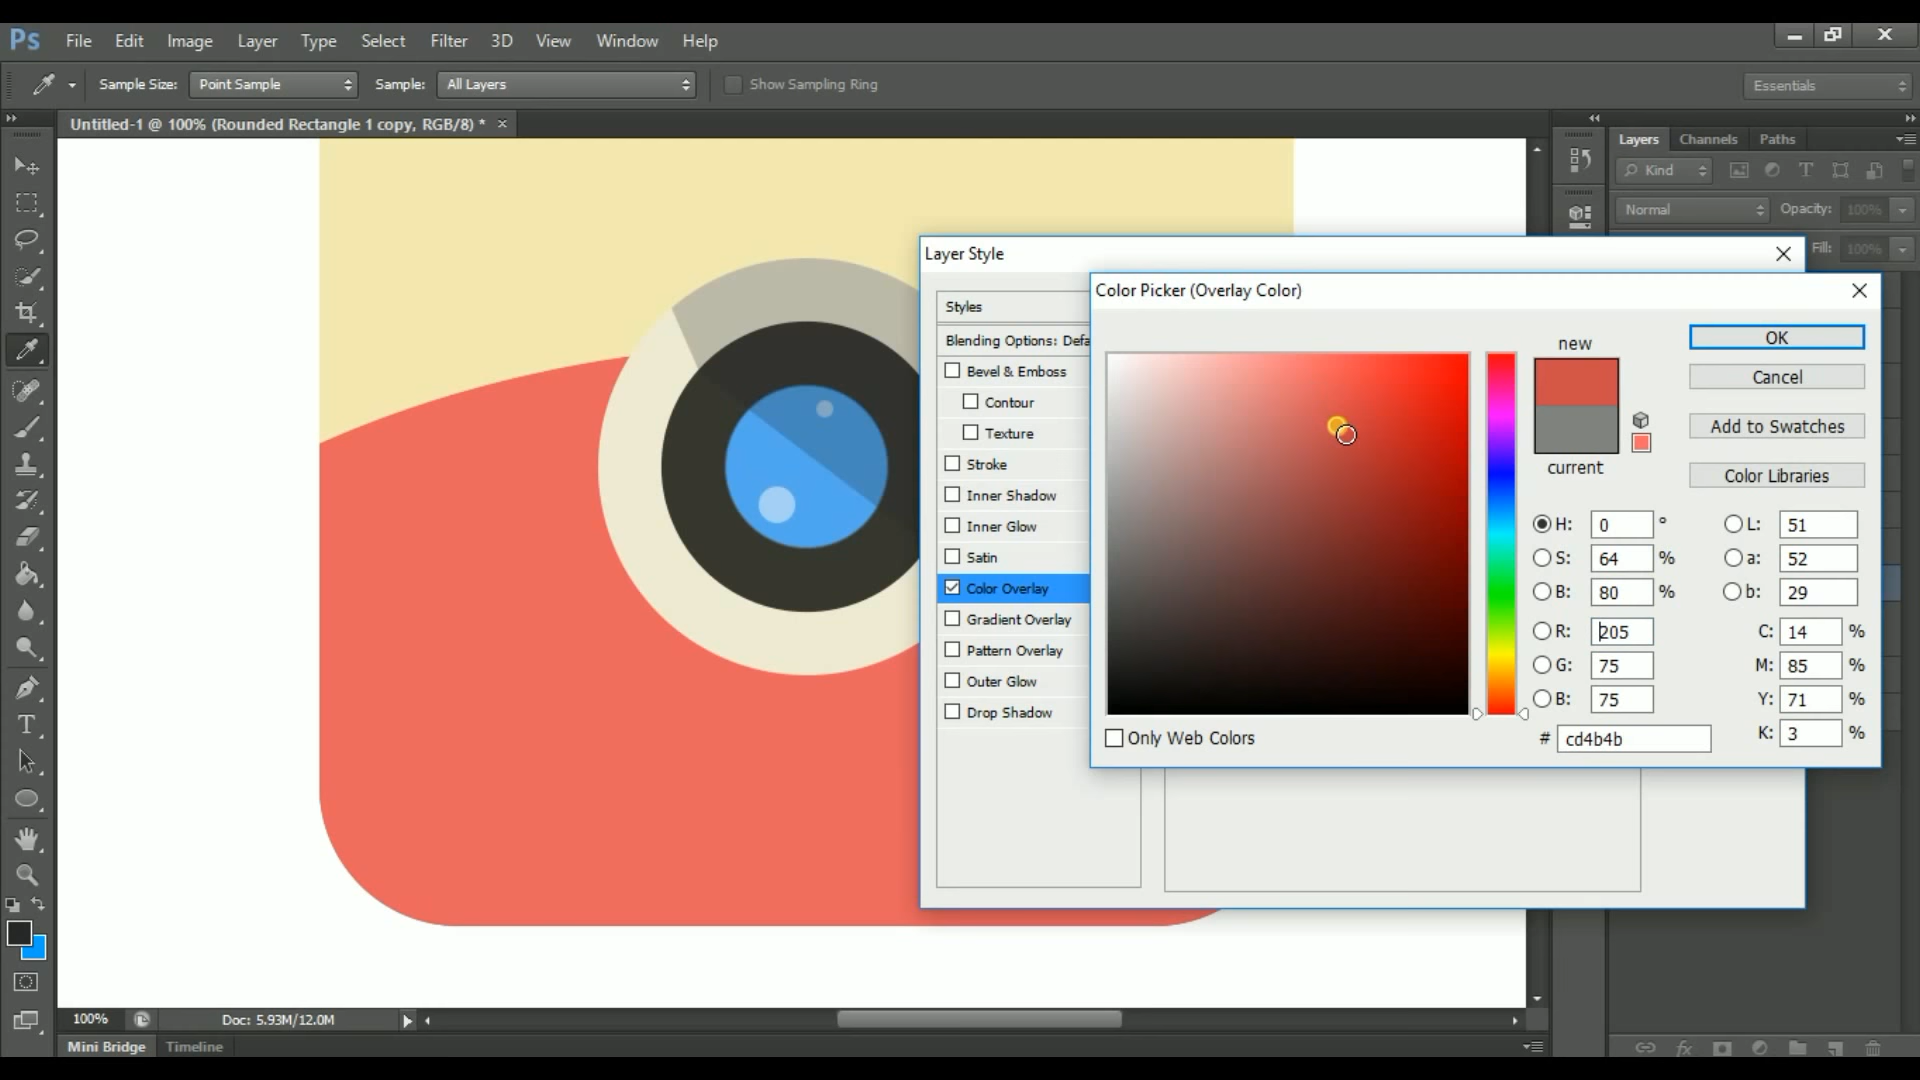 Ps File Edit Image Layer Type Select Filter 3D View Window Help
Sample Size: Point Sample Sample: All Layers Show Sampling Ring Essentials
Untitled-1 @ 100% (Rounded Rectangle 1 copy, RGB/8) * ×
Layers Channels Paths
Kind
Normal Opacity: 100%
Fill: 100%
Layer Style
Color Picker (Overlay Color)
Styles
Blending Options: Defa
Bevel & Emboss
Contour
Texture
Stroke
Inner Shadow
Inner Glow
Satin
Color Overlay
Gradient Overlay
Pattern Overlay
Outer Glow
Drop Shadow
new
current
OK
Cancel
Add to Swatches
Color Libraries
H: 0 ° L: 51
S: 64 % a: 52
B: 80 % b: 29
R: 205 C: 14 %
G: 75 M: 85 %
B: 75 Y: 71 %
# cd4b4b K: 3 %
Only Web Colors
100% Doc: 5.93M/12.0M
Mini Bridge Timeline
T
fx